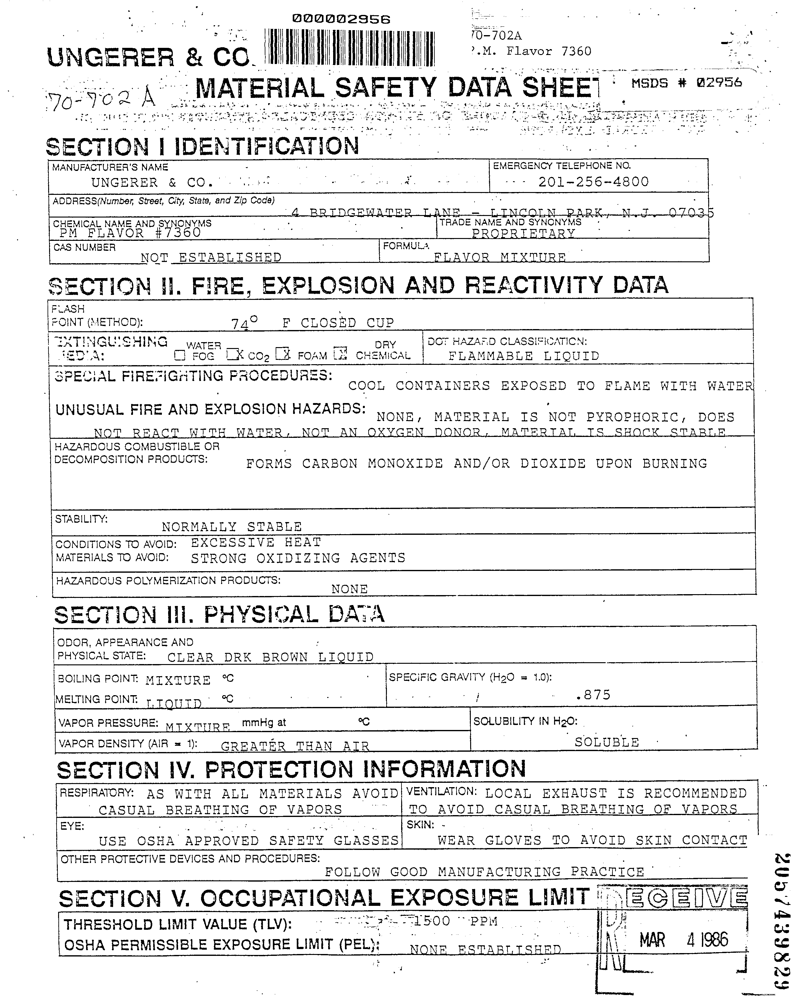 000002956
70-702A
P.M. Flavor 7360
UNGERER & CO.
MATERIAL SAFETY DATA SHEET
MSDS # 02956
70-702 A
SECTION I IDENTIFICATION
MANUFACTURER'S NAME
UNGERER & CO.
EMERGENCY TELEPHONE NO.
201-256-4800
ADDRESS(Number, Street, City, State, and Zip Code)
4 BRIDGEWATER LANE - LINCOLN PARK, N.J. 07035
CHEMICAL NAME AND SYNONYMS
PM FLAVOR #7360
TRADE NAME AND SYNONYMS
PROPRIETARY
CAS NUMBER
NOT ESTABLISHED
FORMULA
FLAVOR MIXTURE
SECTION II. FIRE, EXPLOSION AND REACTIVITY DATA
FLASH
POINT (METHOD): 74° F CLOSED CUP
EXTINGUISHING MEDIA: WATER FOG X CO2 X FOAM X DRY CHEMICAL
DOT HAZARD CLASSIFICATION:
FLAMMABLE LIQUID
SPECIAL FIREFIGHTING PROCEDURES: COOL CONTAINERS EXPOSED TO FLAME WITH WATER
UNUSUAL FIRE AND EXPLOSION HAZARDS: NONE, MATERIAL IS NOT PYROPHORIC, DOES
NOT REACT WITH WATER, NOT AN OXYGEN DONOR, MATERIAL IS SHOCK STABLE
HAZARDOUS COMBUSTIBLE OR
DECOMPOSITION PRODUCTS: FORMS CARBON MONOXIDE AND/OR DIOXIDE UPON BURNING
STABILITY:
NORMALLY STABLE
CONDITIONS TO AVOID: EXCESSIVE HEAT
MATERIALS TO AVOID: STRONG OXIDIZING AGENTS
HAZARDOUS POLYMERIZATION PRODUCTS:
NONE
SECTION III. PHYSICAL DATA
ODOR, APPEARANCE AND
PHYSICAL STATE: CLEAR DRK BROWN LIQUID
BOILING POINT: MIXTURE °C
SPECIFIC GRAVITY (H2O = 1.0):
MELTING POINT: LIQUID °C
.875
VAPOR PRESSURE: MIXTURE mmHg at °C
SOLUBILITY IN H2O:
VAPOR DENSITY (AIR = 1): GREATER THAN AIR
SOLUBLE
SECTION IV. PROTECTION INFORMATION
RESPIRATORY: AS WITH ALL MATERIALS AVOID
CASUAL BREATHING OF VAPORS
VENTILATION: LOCAL EXHAUST IS RECOMMENDED
TO AVOID CASUAL BREATHING OF VAPORS
EYE:
USE OSHA APPROVED SAFETY GLASSES
SKIN:
WEAR GLOVES TO AVOID SKIN CONTACT
OTHER PROTECTIVE DEVICES AND PROCEDURES:
FOLLOW GOOD MANUFACTURING PRACTICE
SECTION V. OCCUPATIONAL EXPOSURE LIMIT
THRESHOLD LIMIT VALUE (TLV): 1500 PPM
OSHA PERMISSIBLE EXPOSURE LIMIT (PEL): NONE ESTABLISHED
RECEIVE
MAR 4 1986
2057439829